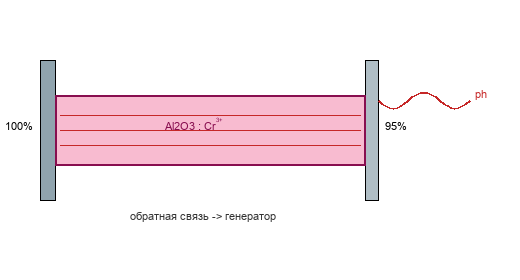 ph
100%
Al2O3 : Cr³⁺
95%
обратная связь -> генератор